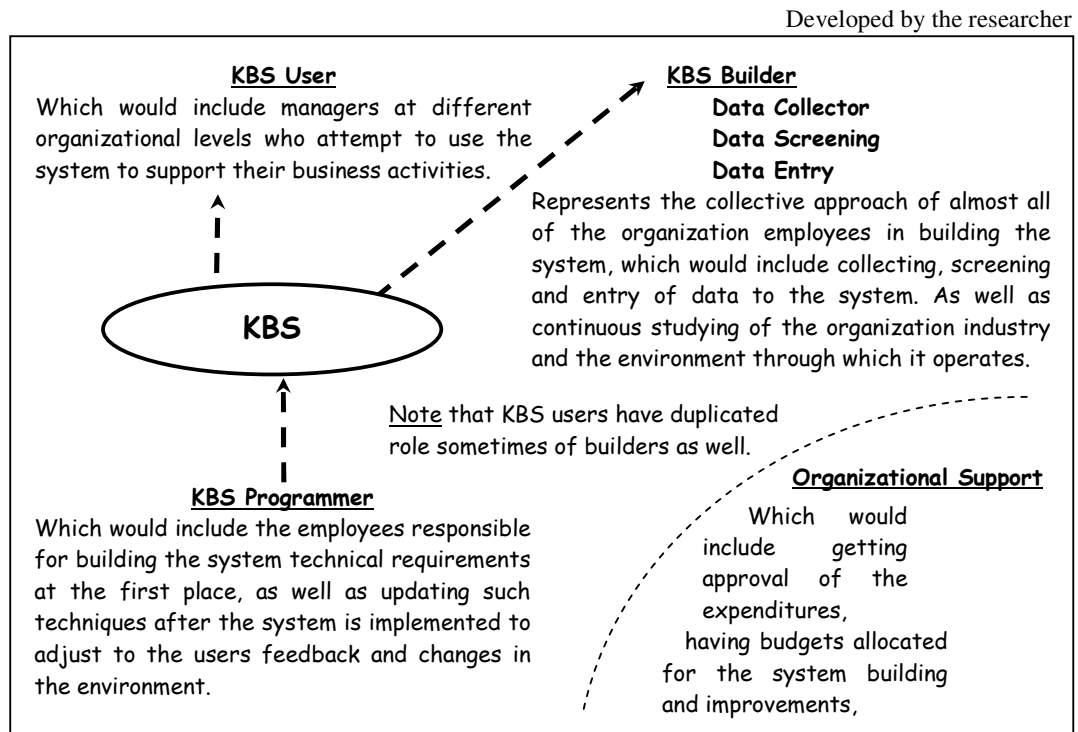 Developed by the researcher
KBS User
Which would include managers at different
organizational levels who attempt to use the
system to support their business activities.
KBS Builder
Data Collector
Data Screening
Data Entry
Represents the collective approach of almost all
of the organization employees in building the
system, which would include collecting, screening
and entry of data to the system. As well as
continuous studying of the organization industry
and the environment through which it operates.
KBS
Note that KBS users have duplicated
role sometimes of builders as well.
KBS Programmer
Which would include the employees responsible
for building the system technical requirements
at the first place, as well as updating such
techniques after the system is implemented to
adjust to the users feedback and changes in
the environment.
Organizational Support
Which would
include getting
approval of the
expenditures,
having budgets allocated
for the system building
and improvements,